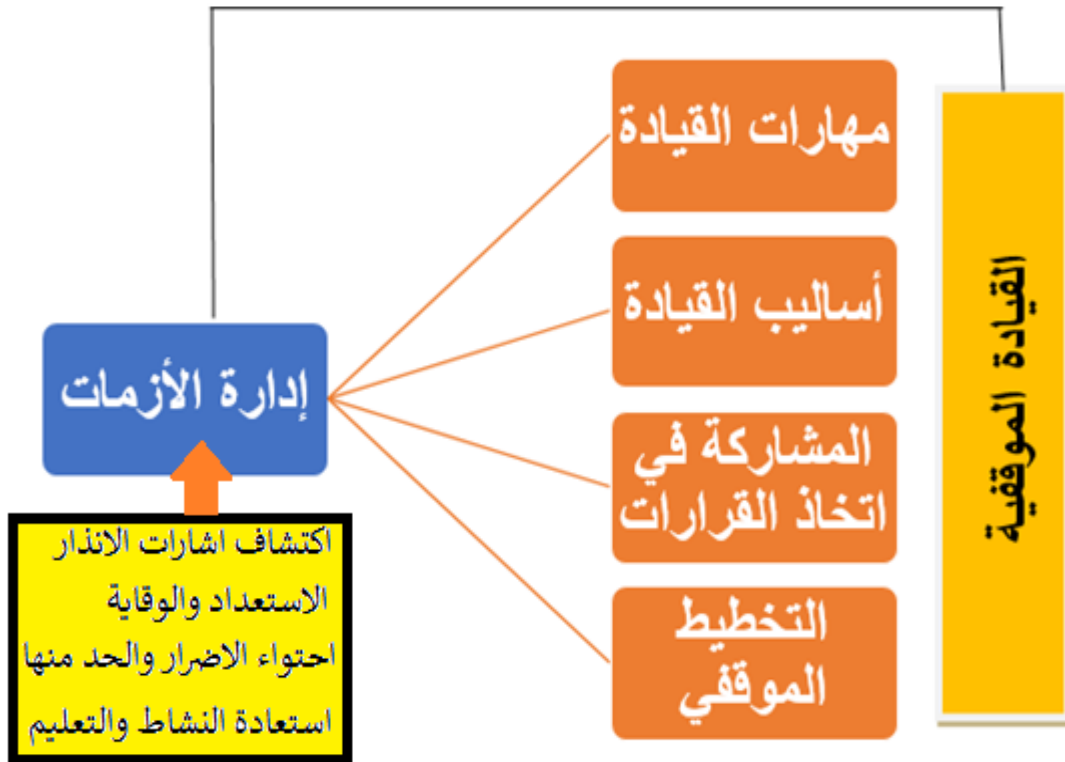 القيادة الموقفية
مهارات القيادة
أساليب القيادة
المشاركة في
اتخاذ القرارات
التخطيط
الموقفي
إدارة الأزمات
اكتشاف اشارات الانذار
الاستعداد والوقاية
احتواء الاضرار والحد منها
استعادة النشاط والتعليم